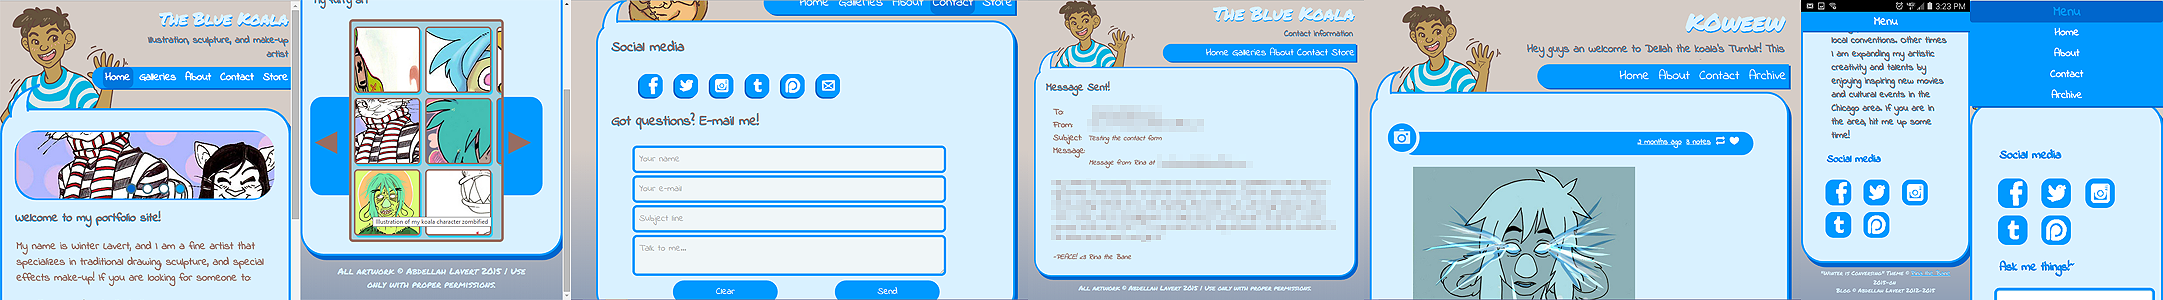 The Blue Koala
Illustration, sculpture, and make-up
artist
Home Galleries About Contact Store
Welcome to my portfolio site!
My name is Winter Lavert, and I am a fine artist that
specializes in traditional drawing, sculpture, and special
effects make-up! If you are looking for someone to
my furry art
Illustration of my koala character zombified
All artwork © Abdellah Lavert 2015 / Use
only with proper permissions.
Home Galleries About Contact Store
Social media
Got questions? E-mail me!
Your name
Your e-mail
Subject line
Talk to me...
Clear Send
The Blue Koala
Contact Information
Home Galleries About Contact Store
Message Sent!
To:
From:
Subject: Testing the contact form
Message:
Message from Rina at
~PEACE! <3 Rina the Bane
All artwork © Abdellah Lavert 2015 / Use only with proper permissions.
K0weew
Hey guys an welcome to Dellah the koala's Tumblr! This
Home About Contact Archive
2 months ago 3 notes
3:23 PM
Menu
local conventions. Other times
I am expanding my artistic
creativity and talents by
enjoying inspiring new movies
and cultural events in the
Chicago area. If you are in
the area, hit me up some
time!
Social media
"Winter is Conversing" Theme © Rina the Bane
2015-on
Blog © Abdellah Lavert 2012-2015
Menu
Home
About
Contact
Archive
Social media
Ask me things!~